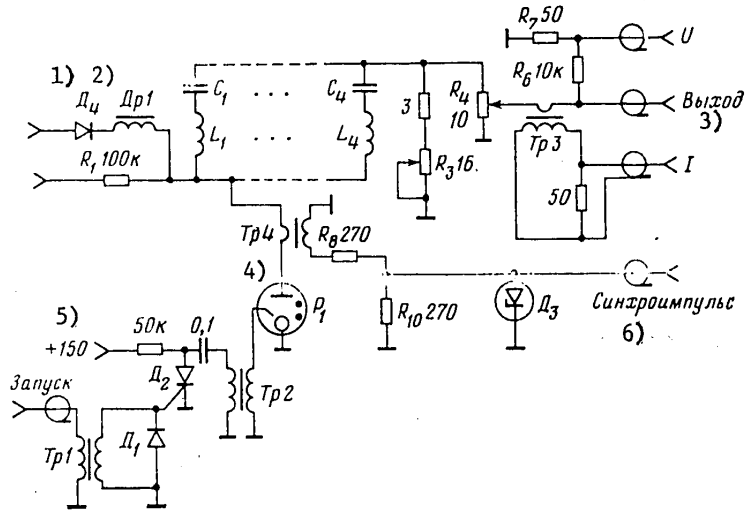 R₇ 50
U
1) 2)
Д₄ Др1
C₁ . . . C₄
R₆ 10к
3 R₄ 10
Выход
3)
L₁ . . . L₄
R₁ 100к
Тр3
R₃ 16
50
I
Тр4
R₈ 270
4)
P₁
R₁₀ 270
Д₃
Синхроимпульс
6)
5)
+150
50к
0,1
Д₂
Запуск
Тр2
Д₁
Тр1